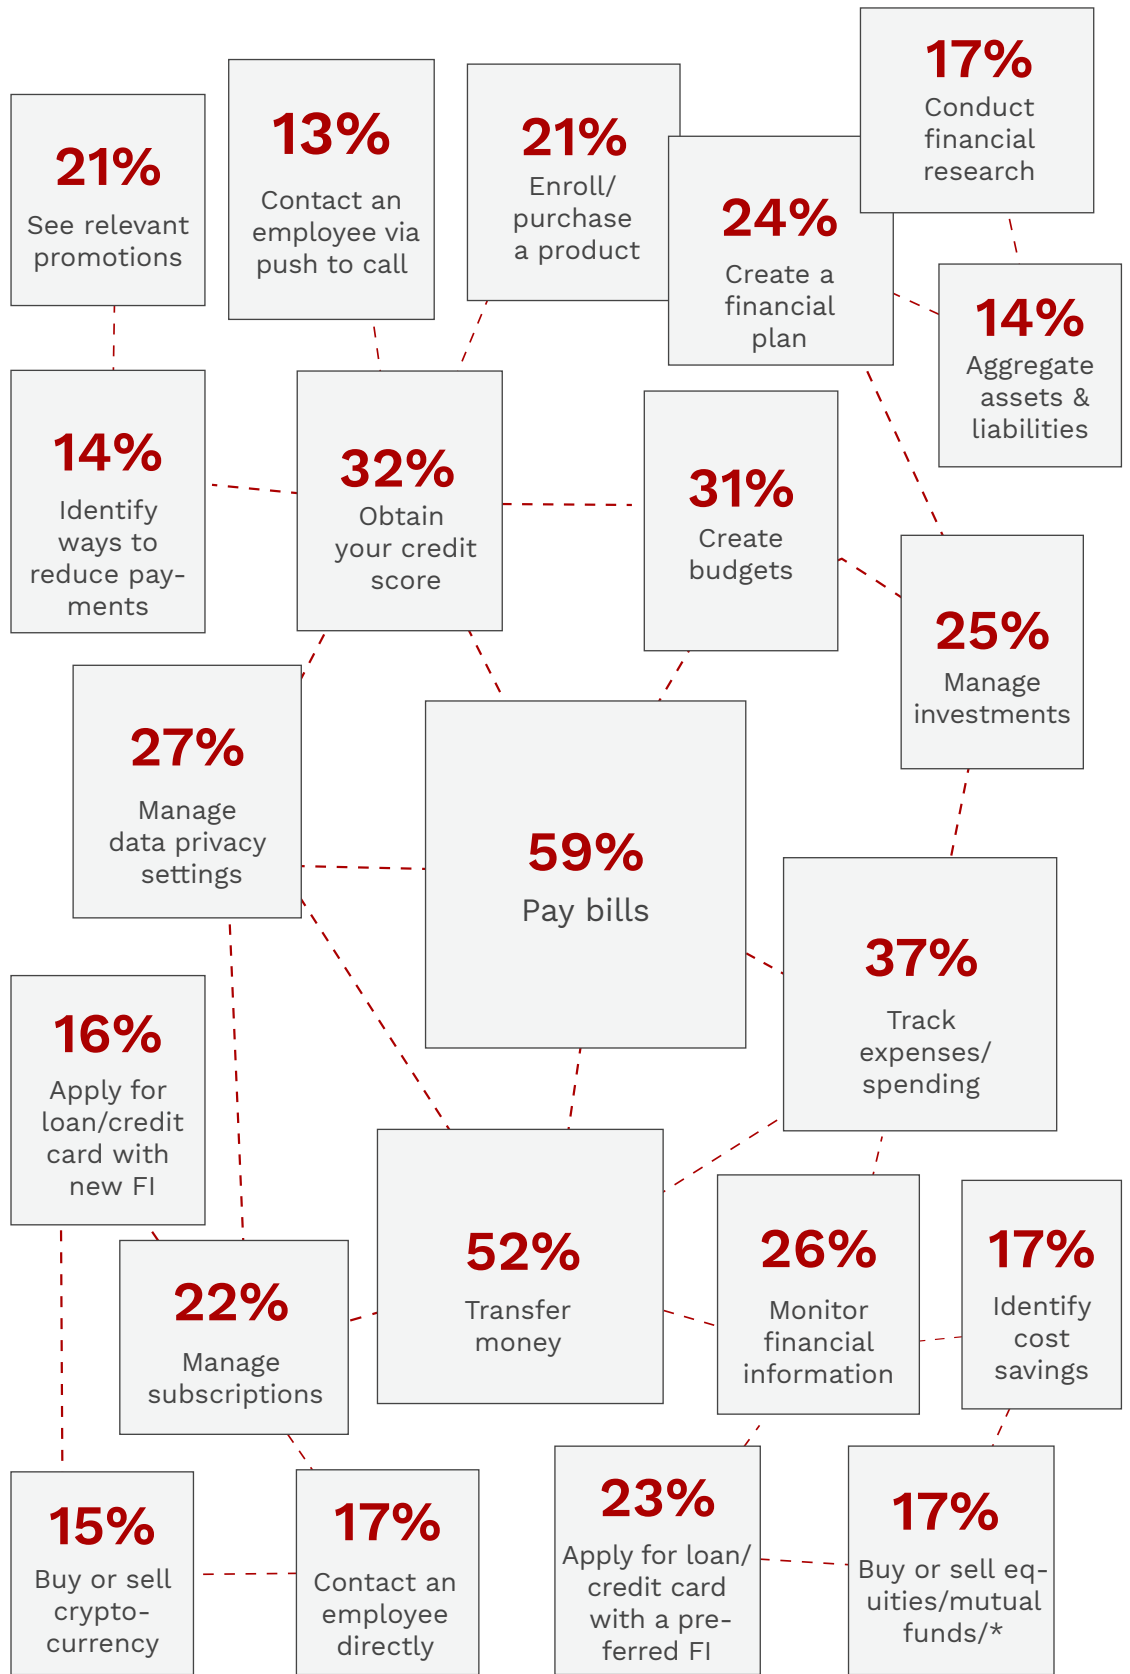 17%
Conduct
financial
research
13%
Contact an
employee via
push to call
21%
Enroll/
purchase
a product
21%
See relevant
promotions
24%
Create a
financial
plan
14%
Aggregate
assets &
liabilities
14%
Identify
ways to
reduce pay-
ments
32%
Obtain
your credit
score
31%
Create
budgets
25%
Manage
investments
27%
Manage
data privacy
settings
59%
Pay bills
37%
Track
expenses/
spending
16%
Apply for
loan/credit
card with
new FI
52%
Transfer
money
26%
Monitor
financial
information
17%
Identify
cost
savings
22%
Manage
subscriptions
15%
Buy or sell
crypto-
currency
17%
Contact an
employee
directly
23%
Apply for loan/
credit card
with a pre-
ferred FI
17%
Buy or sell eq-
uities/mutual
funds/*